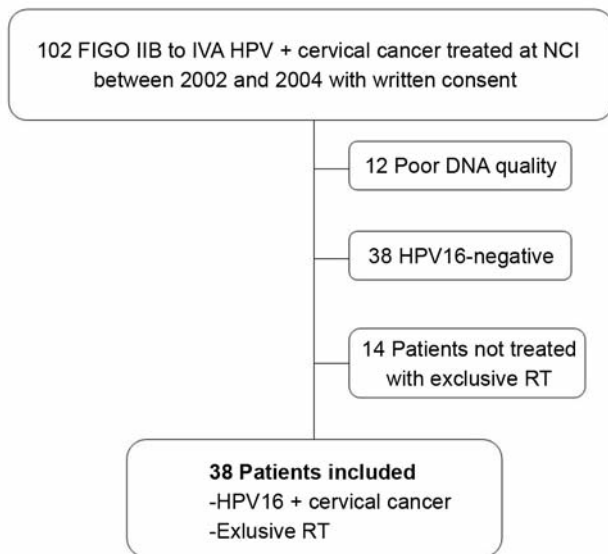 102 FIGO IIB to IVA HPV + cervical cancer treated at NCI
between 2002 and 2004 with written consent
12 Poor DNA quality
38 HPV16-negative
14 Patients not treated
with exclusive RT
38 Patients included
-HPV16 + cervical cancer
-Exlusive RT